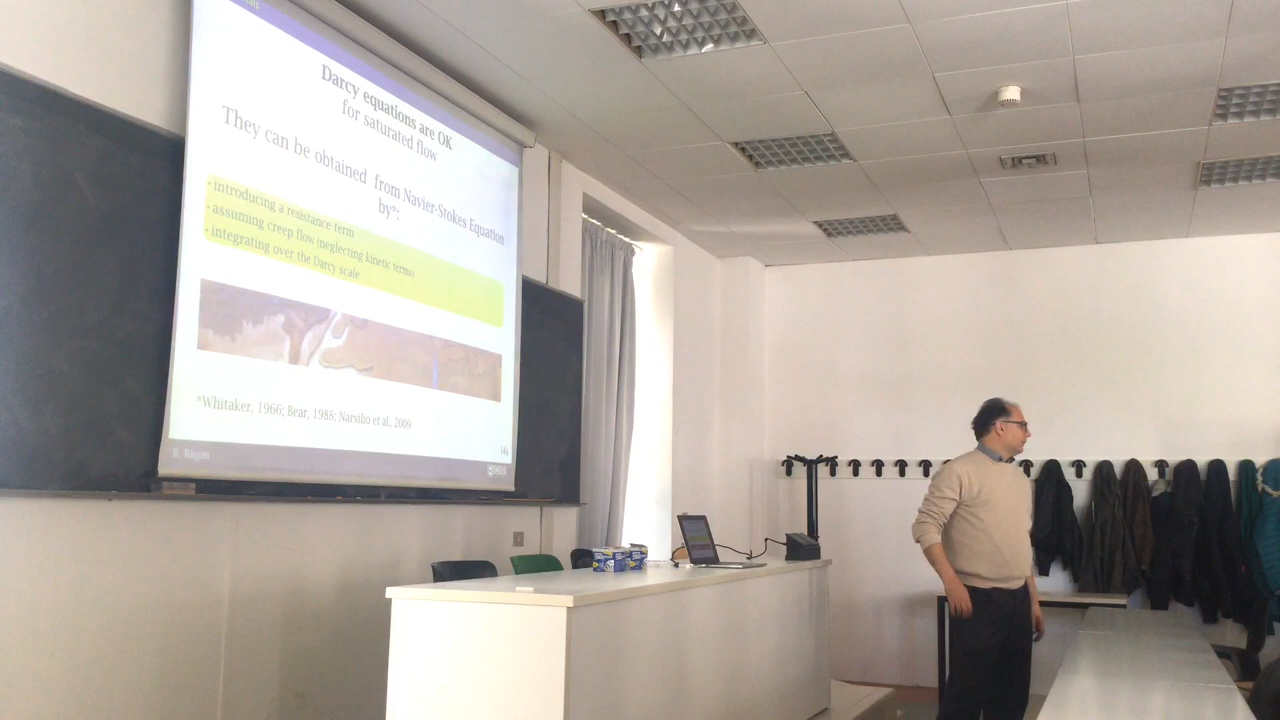 Darcy equations are OK
for saturated flow
They can be obtained from Navier-Stokes Equation
by*:
- introducing a resistance term
- assuming creep flow (neglecting kinetic terms)
- integrating over the Darcy scale
*Whitaker, 1966; Bear, 1988; Narsilio et al., 2009
R. Rigon